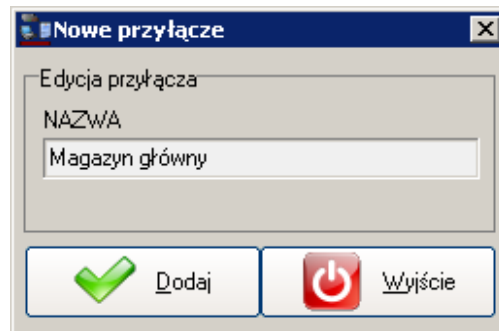 Nowe przyłącze
Edycja przyłącza
NAZWA
Magazyn główny
Dodaj
Wyjście